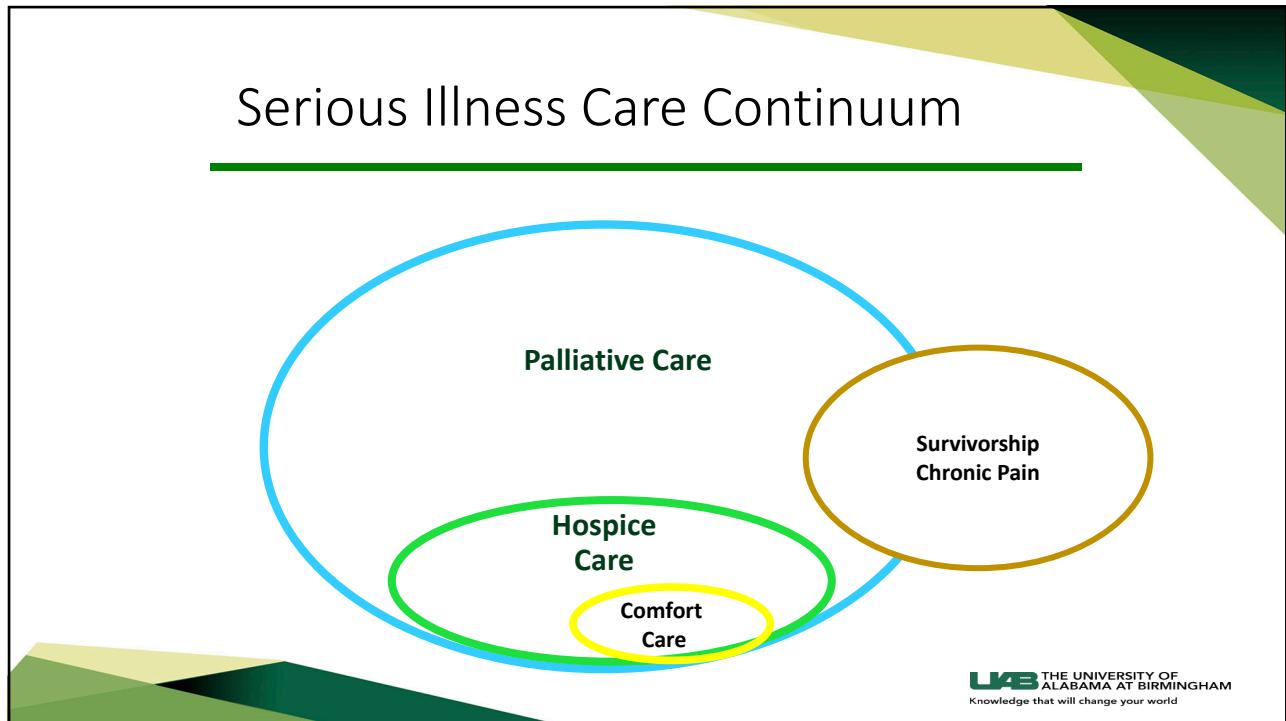 Serious Illness Care Continuum
Palliative Care
Survivorship
Chronic Pain
Hospice
Care
Comfort
Care
UAB THE UNIVERSITY OF
ALABAMA AT BIRMINGHAM
Knowledge that will change your world